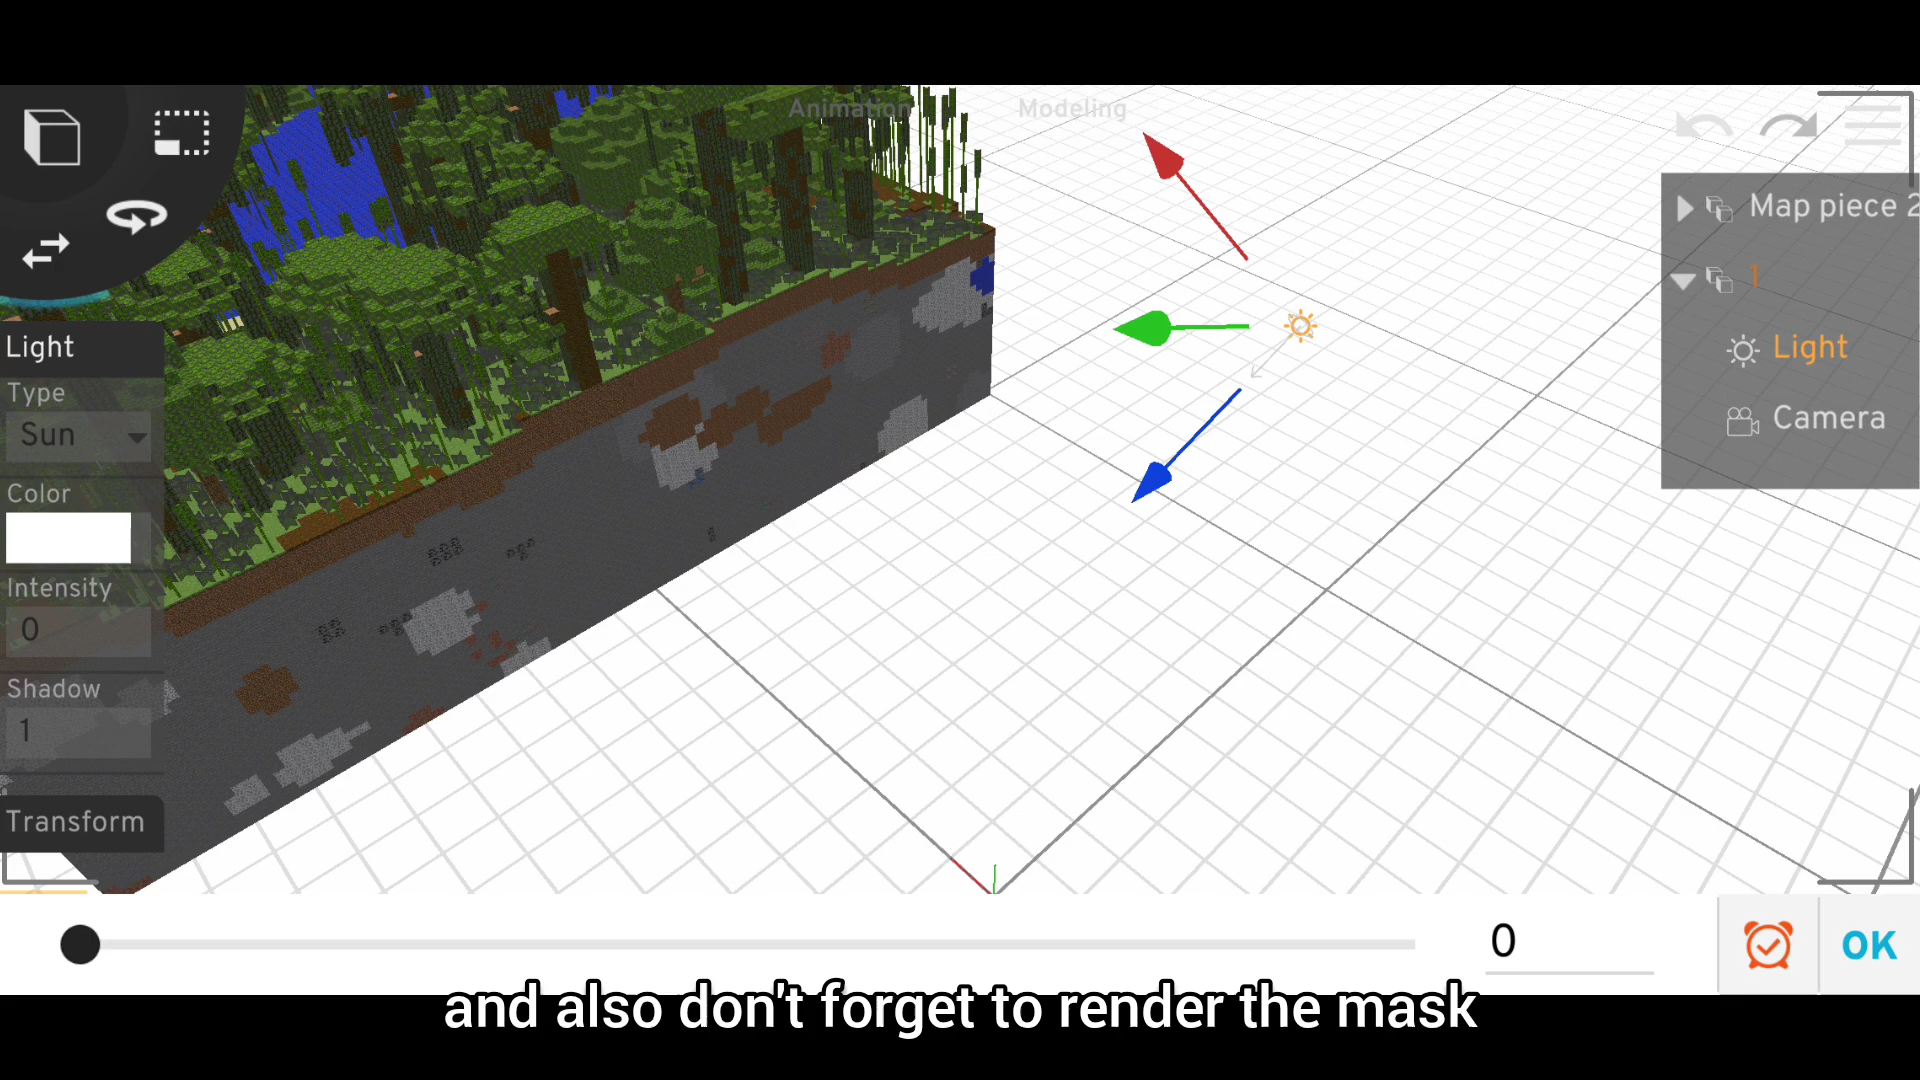 Animation
Modeling
Map piece 2
1
Light
Camera
Light
Type
Sun
Color
Intensity
0
Shadow
1
Transform
0
OK
and also don't forget to render the mask